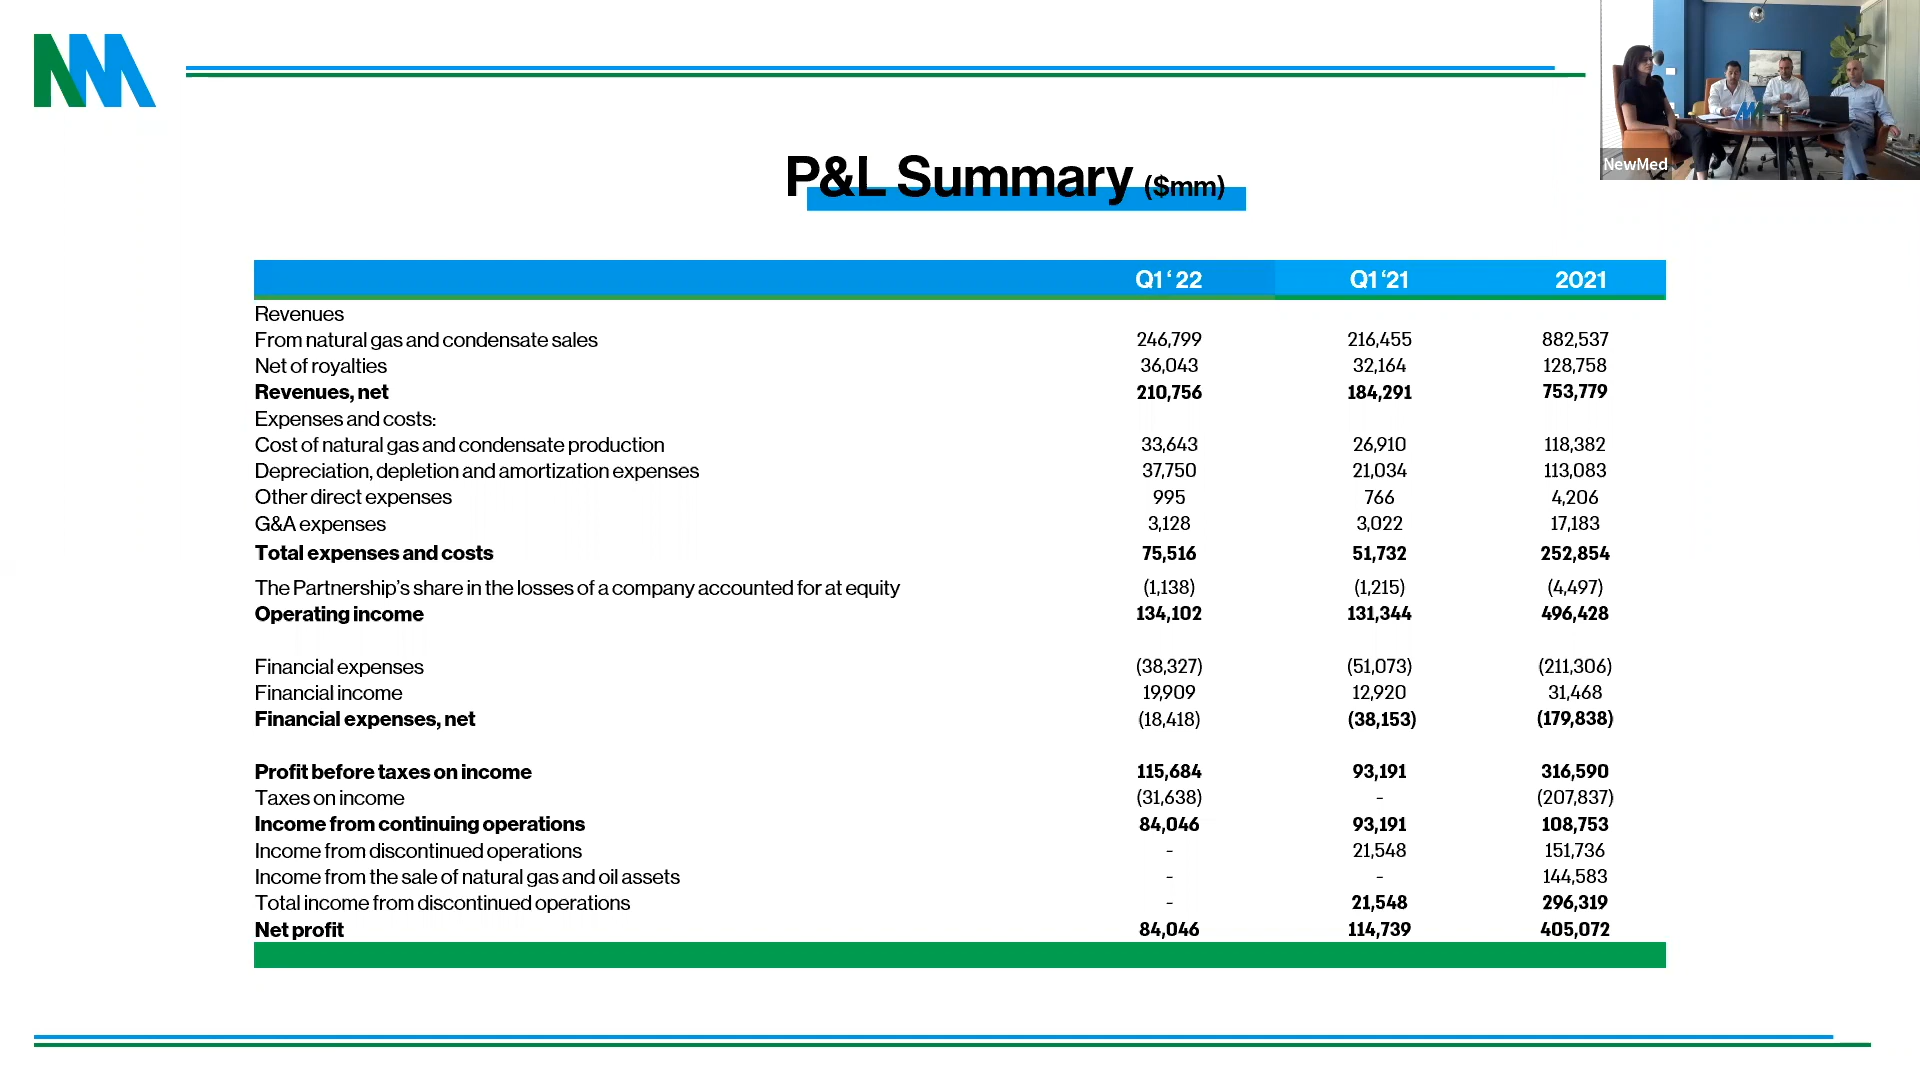 NM
NewMed
P&L Summary ($mm)
Q1‘22 Q1‘21 2021
Revenues
From natural gas and condensate sales 246,799 216,455 882,537
Net of royalties 36,043 32,164 128,758
Revenues, net 210,756 184,291 753,779
Expenses and costs:
Cost of natural gas and condensate production 33,643 26,910 118,382
Depreciation, depletion and amortization expenses 37,750 21,034 113,083
Other direct expenses 995 766 4,206
G&A expenses 3,128 3,022 17,183
Total expenses and costs 75,516 51,732 252,854
The Partnership’s share in the losses of a company accounted for at equity (1,138) (1,215) (4,497)
Operating income 134,102 131,344 496,428
Financial expenses (38,327) (51,073) (211,306)
Financial income 19,909 12,920 31,468
Financial expenses, net (18,418) (38,153) (179,838)
Profit before taxes on income 115,684 93,191 316,590
Taxes on income (31,638) - (207,837)
Income from continuing operations 84,046 93,191 108,753
Income from discontinued operations - 21,548 151,736
Income from the sale of natural gas and oil assets - - 144,583
Total income from discontinued operations - 21,548 296,319
Net profit 84,046 114,739 405,072